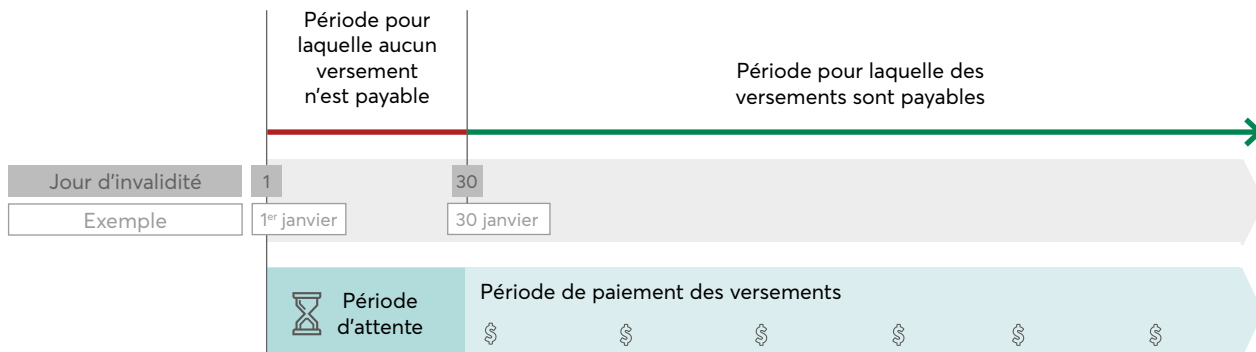 Période pour
laquelle aucun
versement
n'est payable
Période pour laquelle des
versements sont payables
Jour d'invalidité
1
30
Exemple
1er janvier
30 janvier
Période
d'attente
Période de paiement des versements
$ $ $ $ $ $